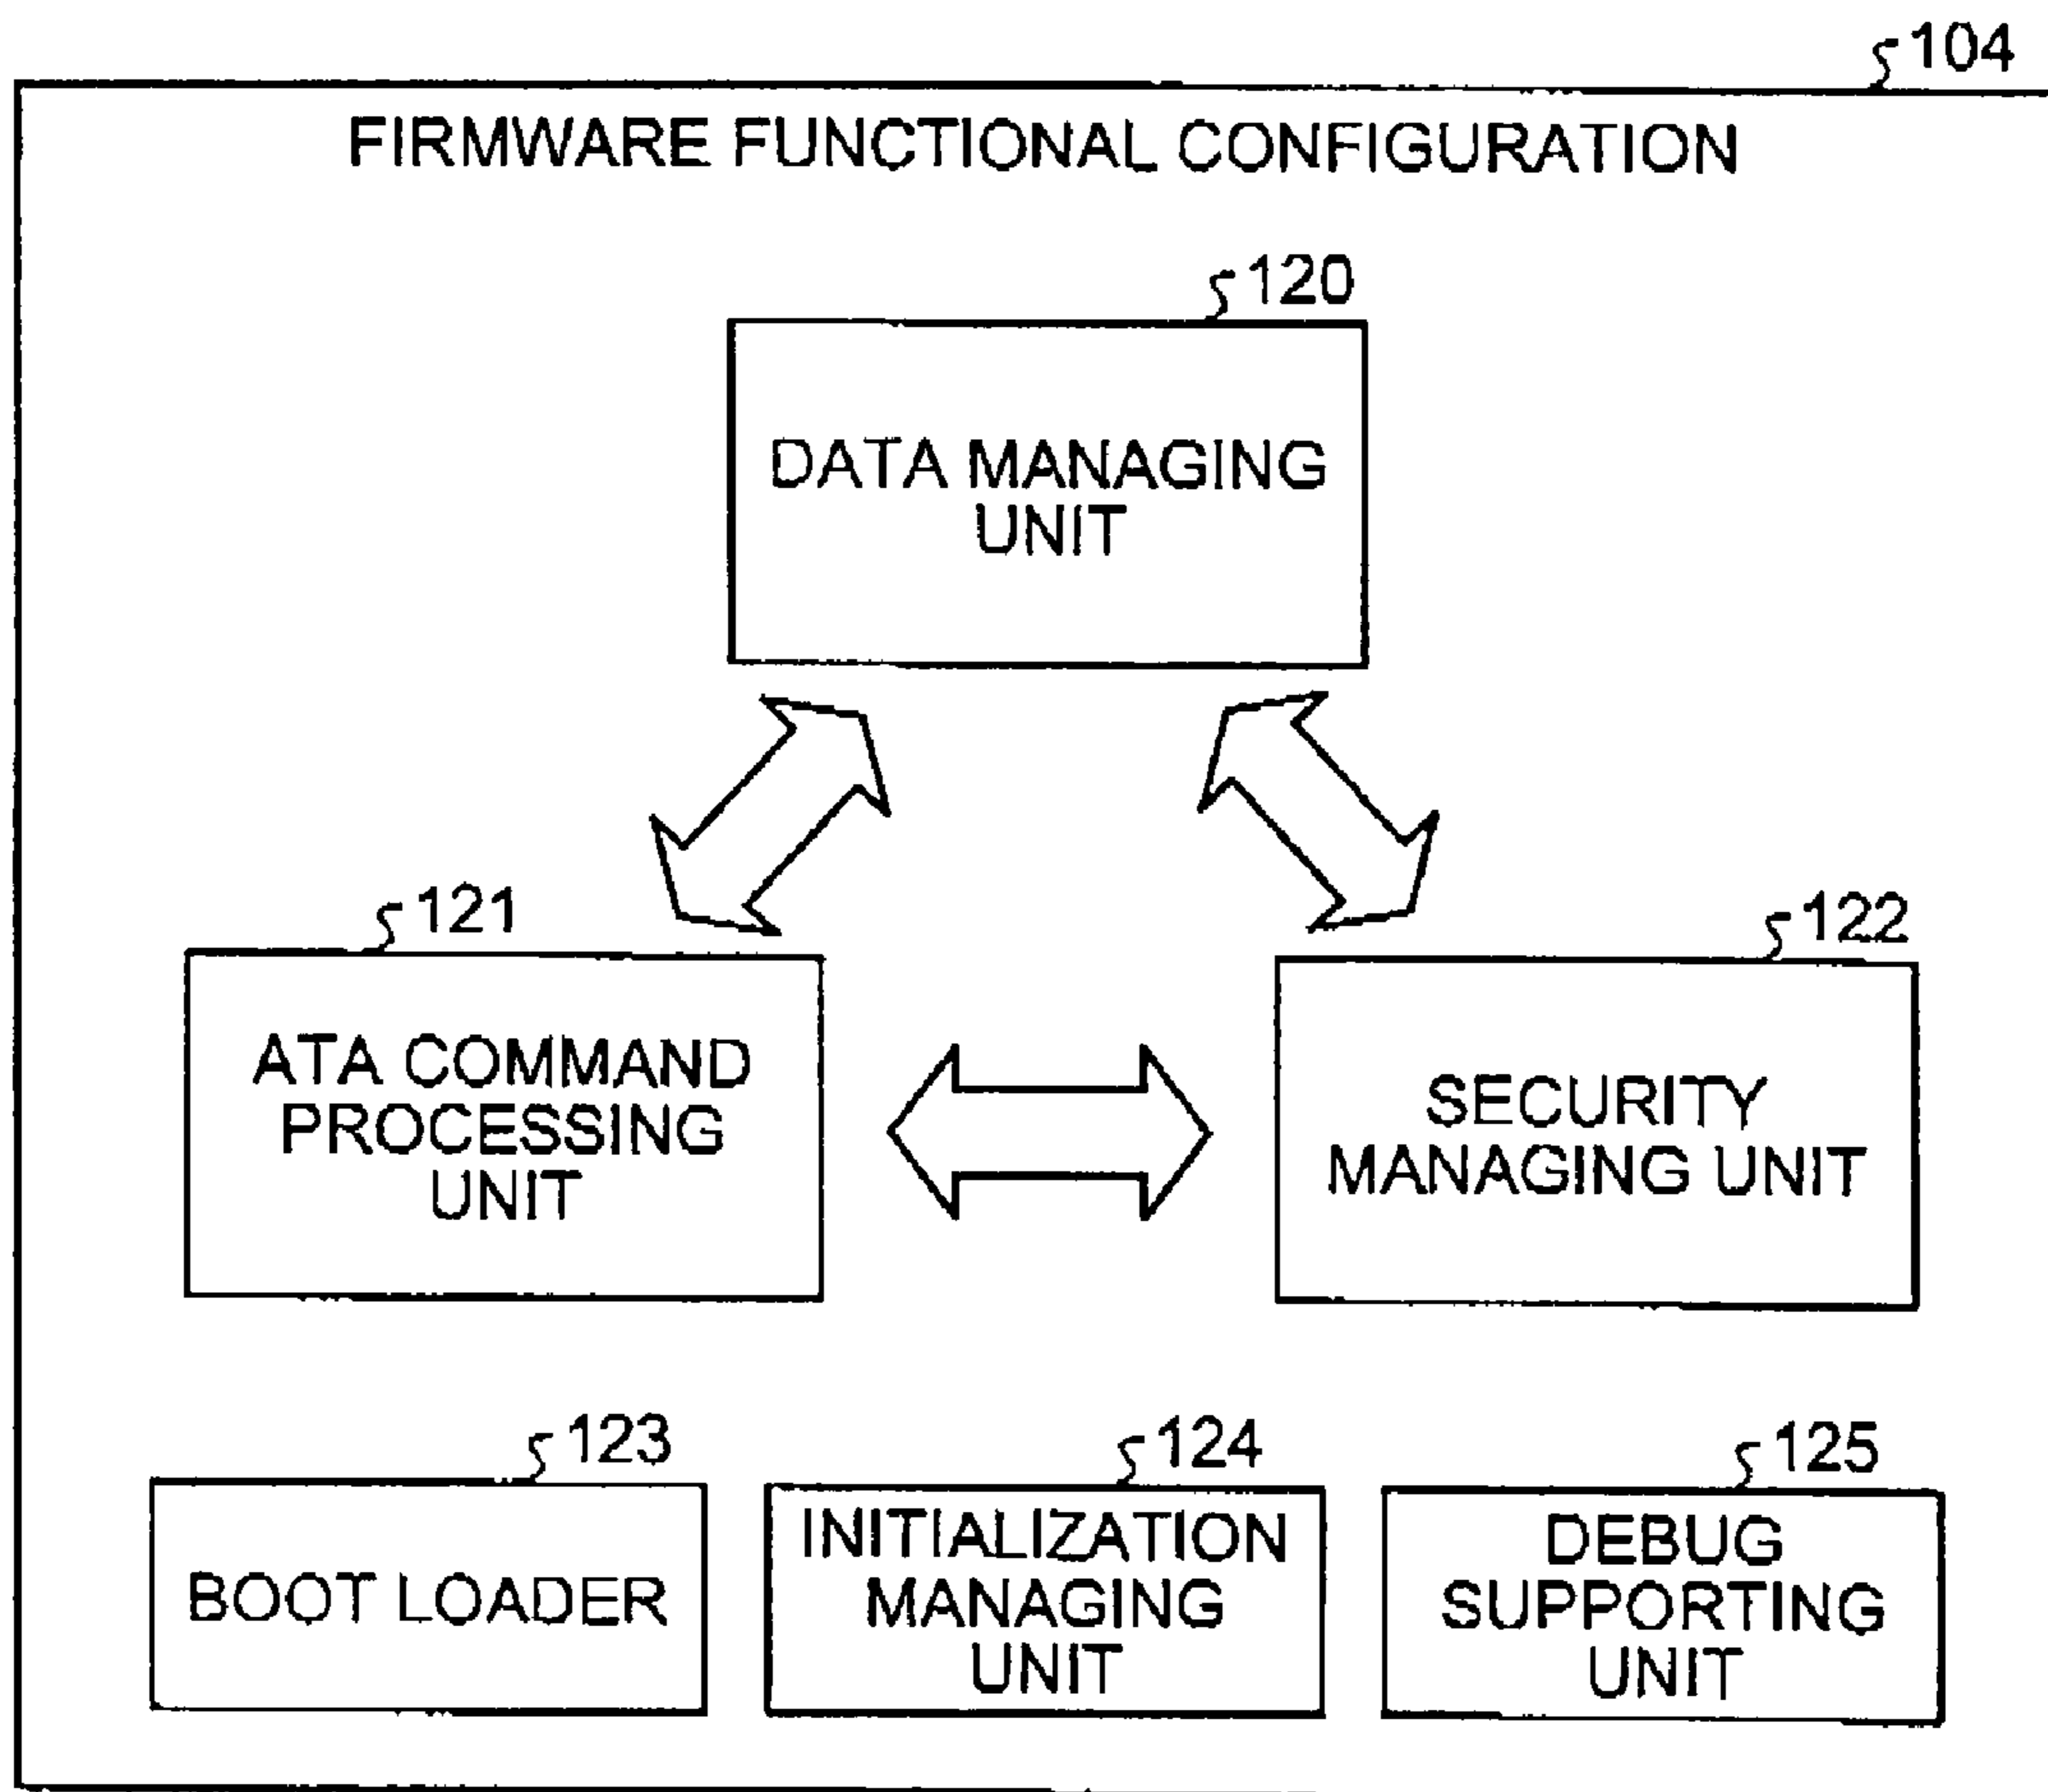 104
FIRMWARE FUNCTIONAL CONFIGURATION
120
DATA MANAGING
UNIT
121
ATA COMMAND
PROCESSING
UNIT
122
SECURITY
MANAGING UNIT
123
BOOT LOADER
124
INITIALIZATION
MANAGING
UNIT
125
DEBUG
SUPPORTING
UNIT